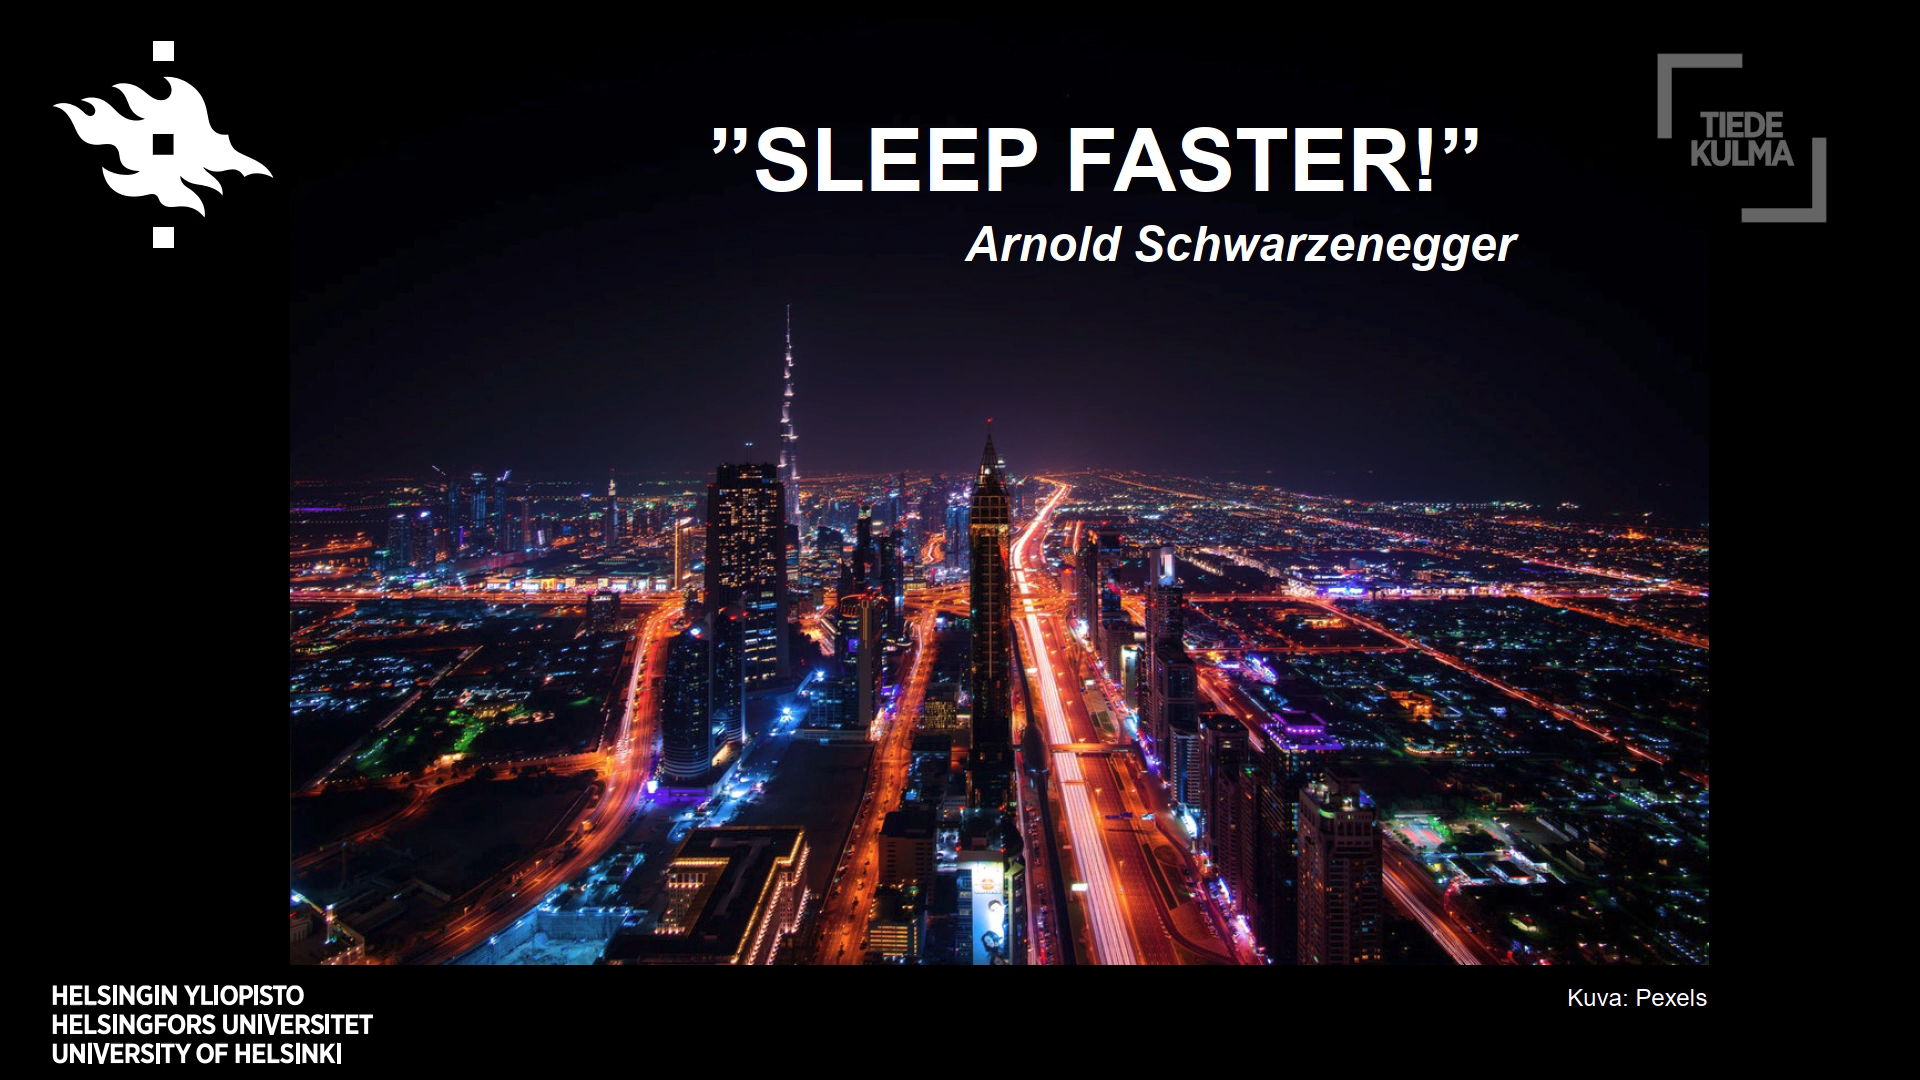 ”SLEEP FASTER!”
Arnold Schwarzenegger
TIEDE
KULMA
HELSINGIN YLIOPISTO
HELSINGFORS UNIVERSITET
UNIVERSITY OF HELSINKI
Kuva: Pexels